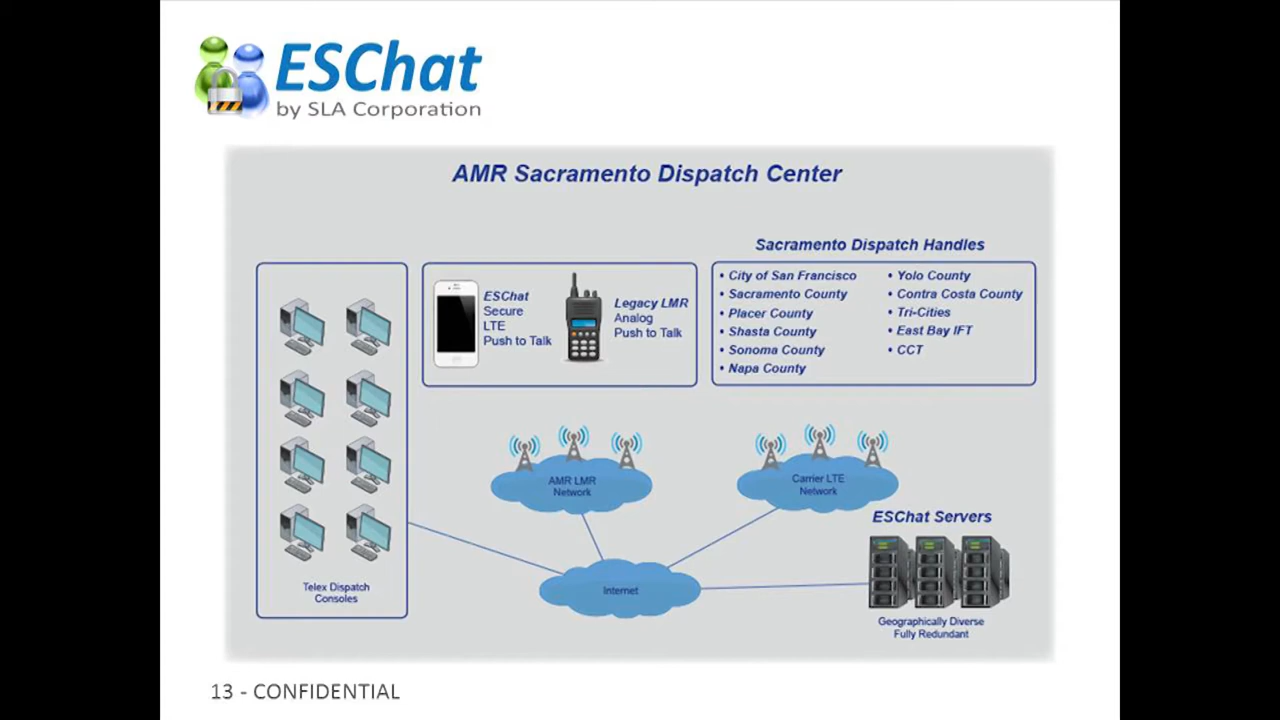 ESChat
by SLA Corporation
AMR Sacramento Dispatch Center
Sacramento Dispatch Handles
• City of San Francisco
• Sacramento County
• Placer County
• Shasta County
• Sonoma County
• Napa County
• Yolo County
• Contra Costa County
• Tri-Cities
• East Bay IFT
• CCT
ESChat
Secure
LTE
Push to Talk
Legacy LMR
Analog
Push to Talk
AMR LMR
Network
Carrier LTE
Network
ESChat Servers
Internet
Telex Dispatch
Consoles
Geographically Diverse
Fully Redundant
13 - CONFIDENTIAL